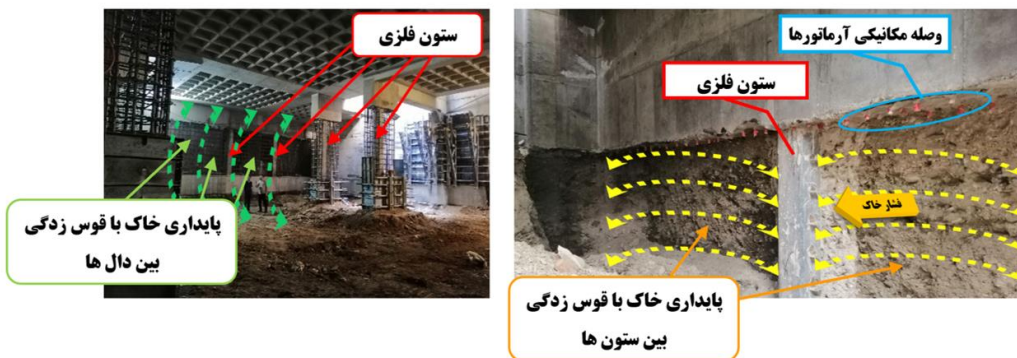 ستون فلزی
پایداری خاک با قوس زدگی
بین دال ها
وصله مکانیکی آرماتورها
ستون فلزی
فشار خاک
پایداری خاک با قوس زدگی
بین ستون ها